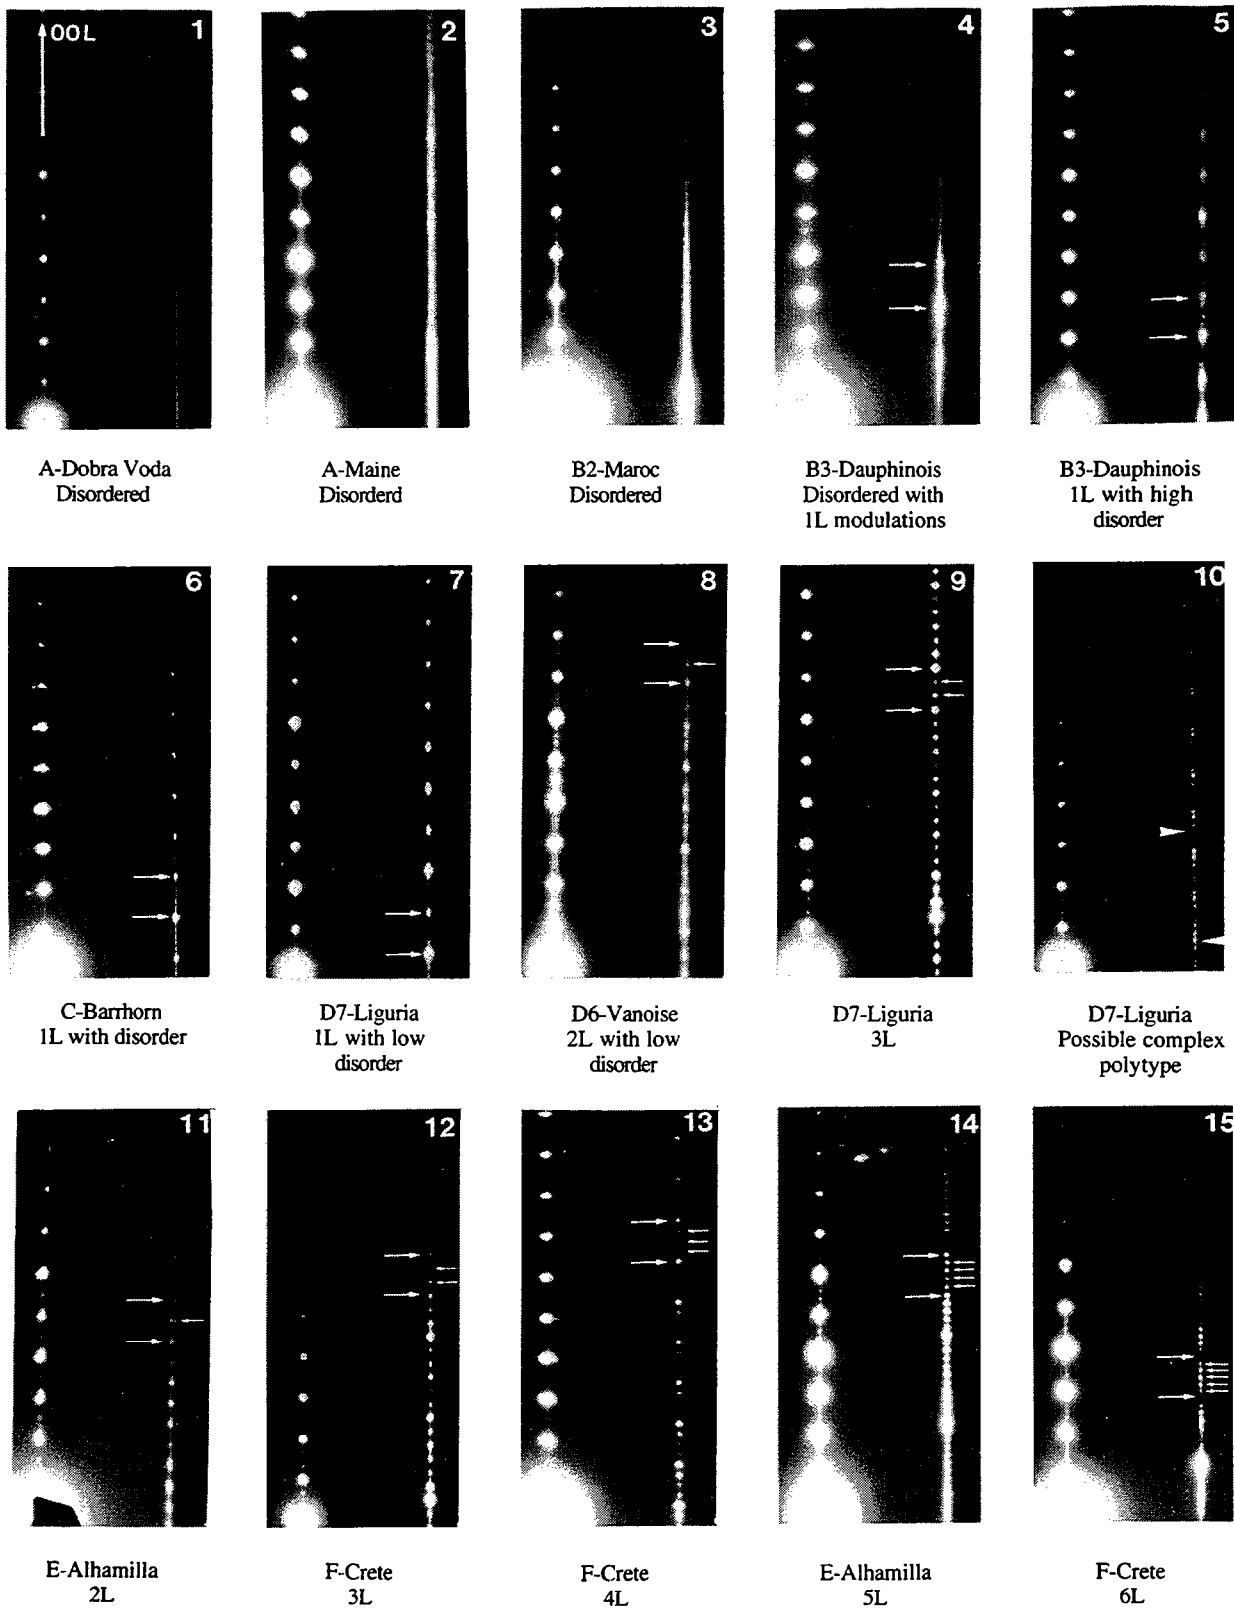 OOL
1
2
3
4
5
A-Dobra Voda
Disordered
A-Maine
Disorderd
B2-Maroc
Disordered
B3-Dauphinois
Disordered with
1L modulations
B3-Dauphinois
1L with high
disorder
6
7
8
9
10
C-Barrhorn
1L with disorder
D7-Liguria
1L with low
disorder
D6-Vanoise
2L with low
disorder
D7-Liguria
3L
D7-Liguria
Possible complex
polytype
11
12
13
14
15
E-Alhamilla
2L
F-Crete
3L
F-Crete
4L
E-Alhamilla
5L
F-Crete
6L